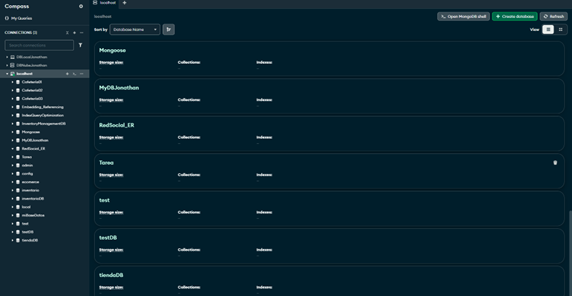 Compass
My Queries
CONNECTIONS (3)
Search connections
DBLocalJonathan
DBNubeJonathan
localhost
Cafeteria01
Cafeteria02
Cafeteria03
Embedding_Referencing
IndexQueryOptimization
InventoryManagementDB
Mongoose
MyDBJonathan
RedSocial_ER
Tarea
admin
config
ecomerce
inventario
inventarioDB
local
miBaseDatos
test
testDB
tiendaDB
localhost
localhost
Open MongoDB shell
Create database
Refresh
Sort by
Database Name
View
Mongoose
Storage size: Collections: Indexes:
MyDBJonathan
Storage size: Collections: Indexes:
RedSocial_ER
Storage size: Collections: Indexes:
Tarea
Storage size: Collections: Indexes:
test
Storage size: Collections: Indexes:
testDB
Storage size: Collections: Indexes:
tiendaDB
Storage size: Collections: Indexes: